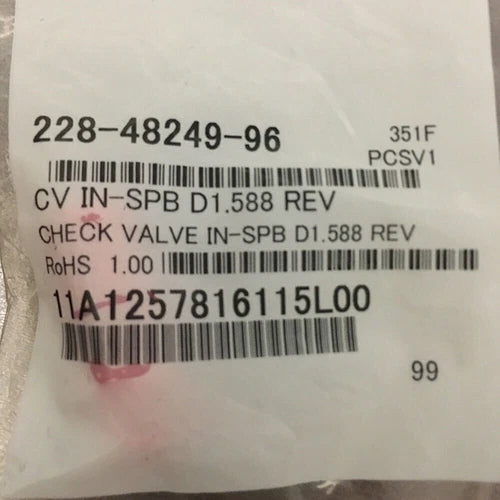 228-48249-96 351F
PCSV1
CV IN-SPB D1.588 REV
CHECK VALVE IN-SPB D1.588 REV
RoHS 1.00
11A1257816115L00
99